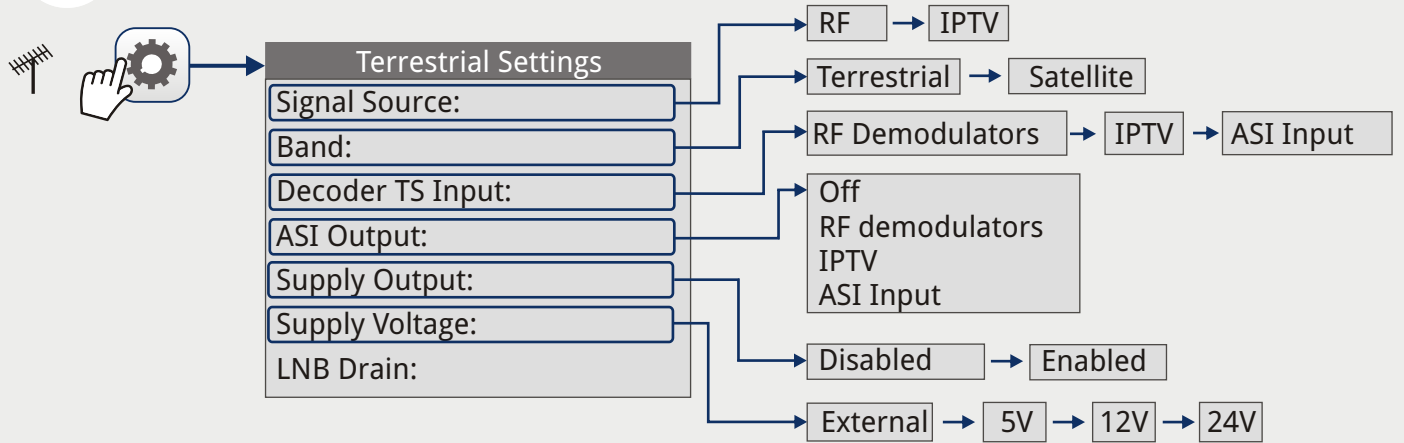 Terrestrial Settings
Signal Source:
Band:
Decoder TS Input:
ASI Output:
Supply Output:
Supply Voltage:
LNB Drain:
RF IPTV
Terrestrial Satellite
RF Demodulators IPTV ASI Input
Off
RF demodulators
IPTV
ASI Input
Disabled Enabled
External 5V 12V 24V